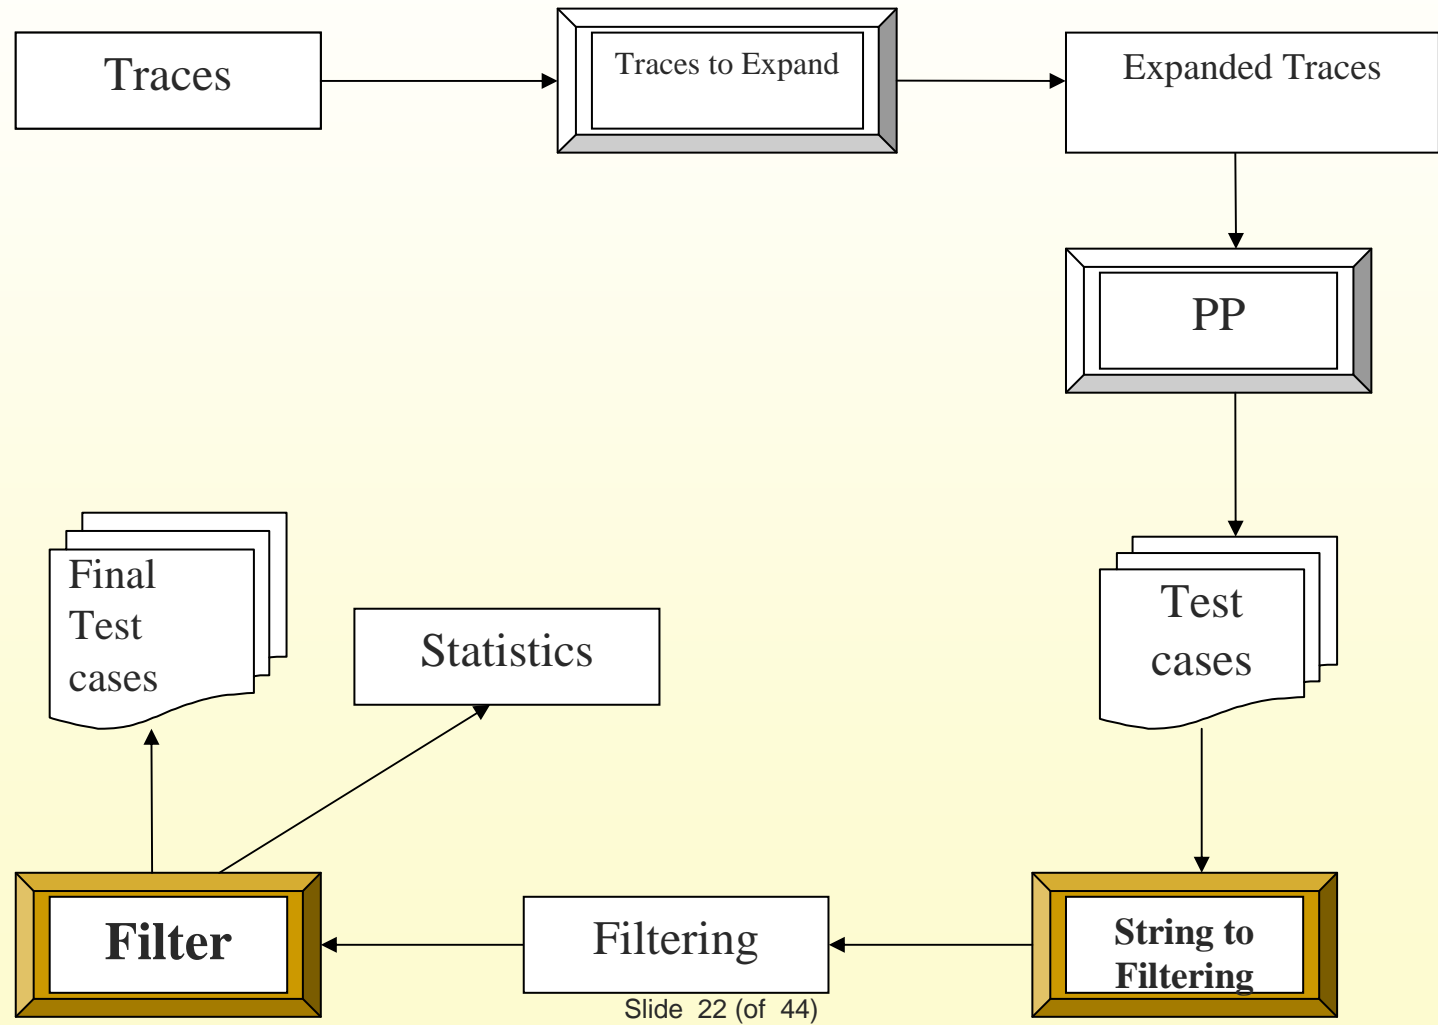 Traces
Traces to Expand
Expanded Traces
PP
Final
Test
cases
Statistics
Test
cases
Filter
Filtering
String to
Filtering
Slide 22 (of 44)